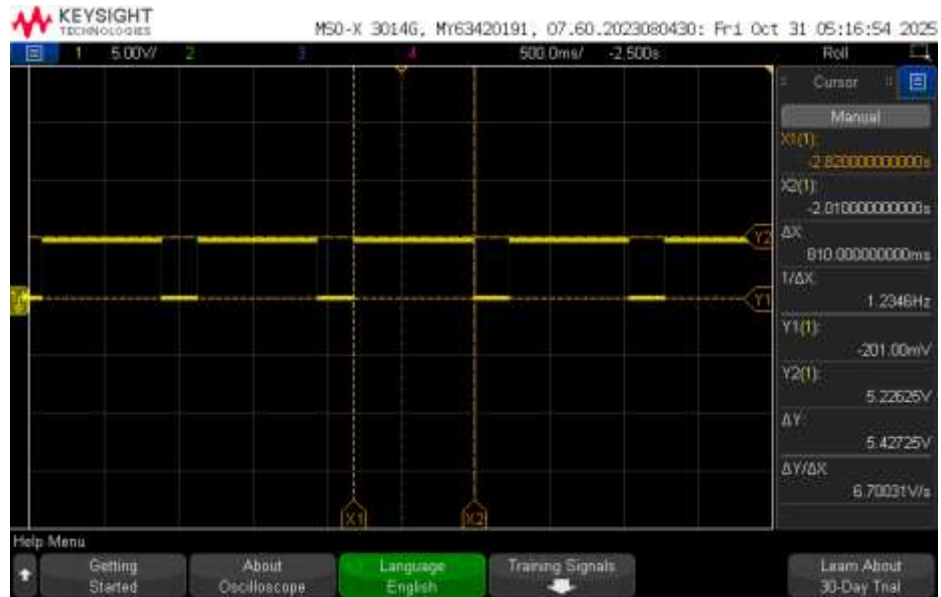 KEYSIGHT
TECHNOLOGIES
MSO-X 3014G, MY63420191, 07.60.2023080430: Fri Oct 31 05:16:54 2025
1 5.00V/ 2 3 4 500.0ms/ -2.500s Roll
Cursor
Manual
X1(1):
-2.820000000000s
X2(1):
-2.010000000000s
ΔX:
810.000000000ms
1/ΔX:
1.2346Hz
Y1(1):
-201.00mV
Y2(1):
5.22625V
ΔY:
5.42725V
ΔY/ΔX:
6.70031V/s
Y2
Y1
X1 X2
Help Menu
Getting
Started
About
Oscilloscope
Language
English
Training Signals
Learn About
30-Day Trial